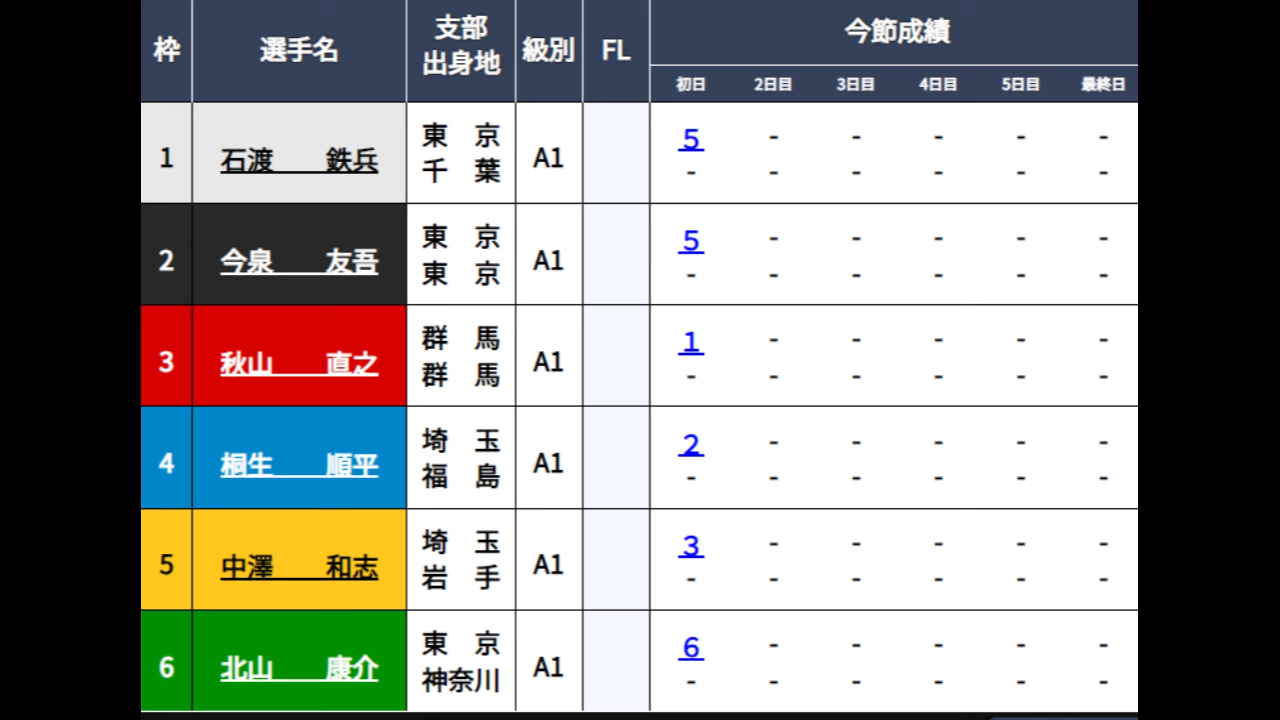 枠 選手名 支部 出身地 級別 FL 今節成績
初日 2日目 3日目 4日目 5日目 最終日
1 石渡 鉄兵 東京 A1 5 - - - - -
千葉 - - - - - -
2 今泉 友吾 東京 A1 5 - - - - -
東京 - - - - - -
3 秋山 直之 群馬 A1 1 - - - - -
群馬 - - - - - -
4 桐生 順平 埼玉 A1 2 - - - - -
福島 - - - - - -
5 中澤 和志 埼玉 A1 3 - - - - -
岩手 - - - - - -
6 北山 康介 東京 A1 6 - - - - -
神奈川 - - - - - -